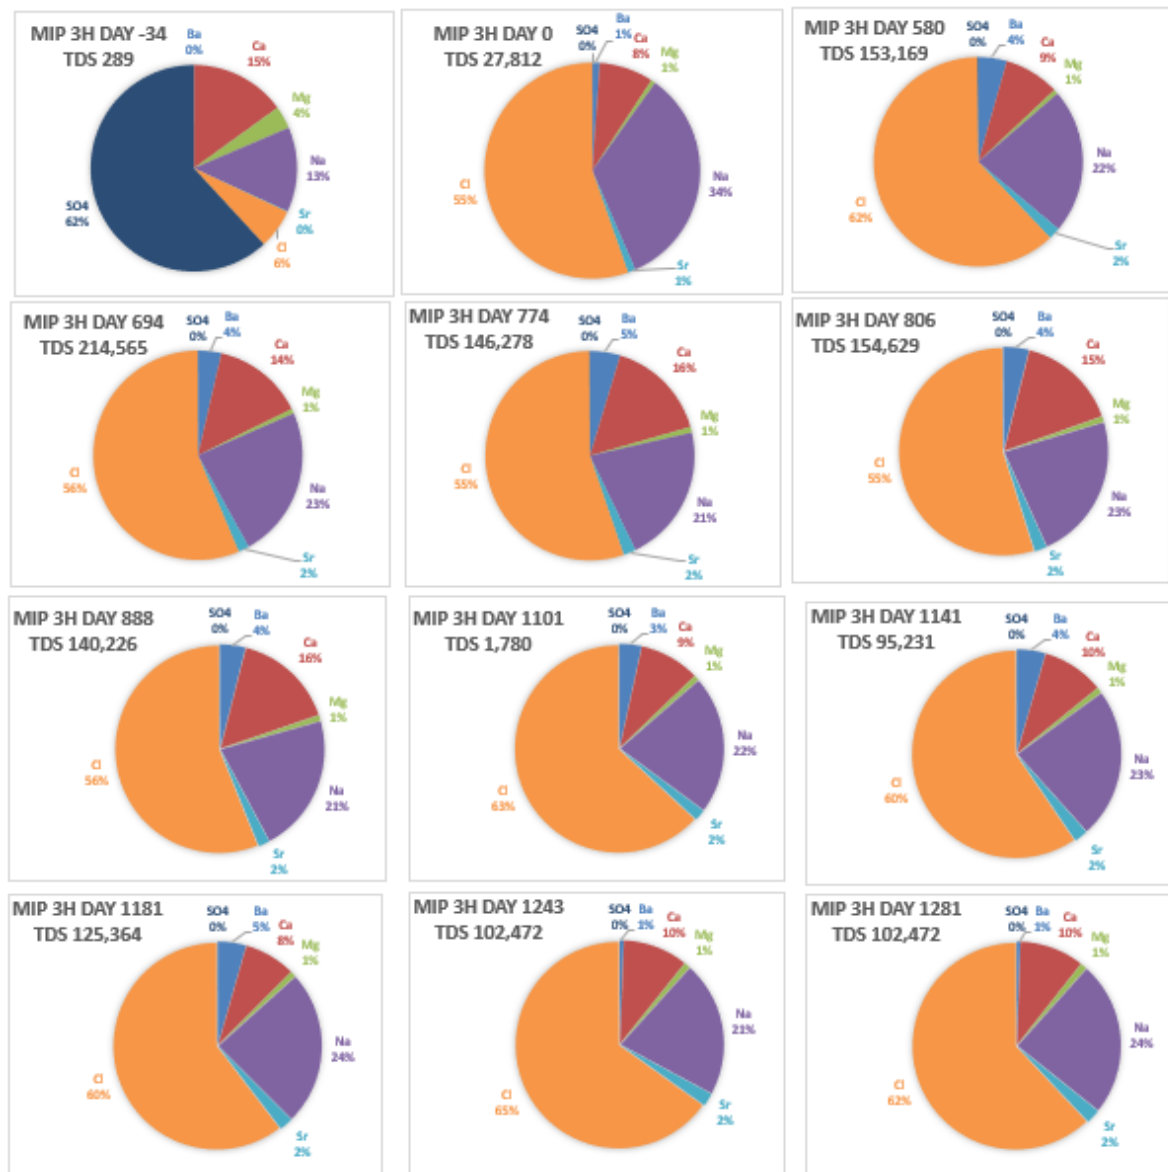 MIP 3H DAY -34
TDS 289
Ba
0%
Ca
15%
Mg
4%
Na
13%
Sr
0%
Cl
6%
SO4
62%
MIP 3H DAY 0
TDS 27,812
SO4
0%
Ba
1%
Ca
8%
Mg
1%
Na
34%
Sr
1%
Cl
55%
MIP 3H DAY 580
TDS 153,169
SO4
0%
Ba
4%
Ca
9%
Mg
1%
Na
22%
Sr
2%
Cl
62%
MIP 3H DAY 694
TDS 214,565
SO4
0%
Ba
4%
Ca
14%
Mg
1%
Na
23%
Sr
2%
Cl
56%
MIP 3H DAY 774
TDS 146,278
SO4
0%
Ba
5%
Ca
16%
Mg
1%
Na
21%
Sr
2%
Cl
55%
MIP 3H DAY 806
TDS 154,629
SO4
0%
Ba
4%
Ca
15%
Mg
1%
Na
23%
Sr
2%
Cl
55%
MIP 3H DAY 888
TDS 140,226
SO4
0%
Ba
4%
Ca
16%
Mg
1%
Na
21%
Sr
2%
Cl
56%
MIP 3H DAY 1101
TDS 1,780
SO4
0%
Ba
3%
Ca
9%
Mg
1%
Na
22%
Sr
2%
Cl
63%
MIP 3H DAY 1141
TDS 95,231
SO4
0%
Ba
4%
Ca
10%
Mg
1%
Na
23%
Sr
2%
Cl
60%
MIP 3H DAY 1181
TDS 125,364
SO4
0%
Ba
5%
Ca
8%
Mg
1%
Na
24%
Sr
2%
Cl
60%
MIP 3H DAY 1243
TDS 102,472
SO4
0%
Ba
1%
Ca
10%
Mg
1%
Na
21%
Sr
2%
Cl
65%
MIP 3H DAY 1281
TDS 102,472
SO4
0%
Ba
1%
Ca
10%
Mg
1%
Na
24%
Sr
2%
Cl
62%